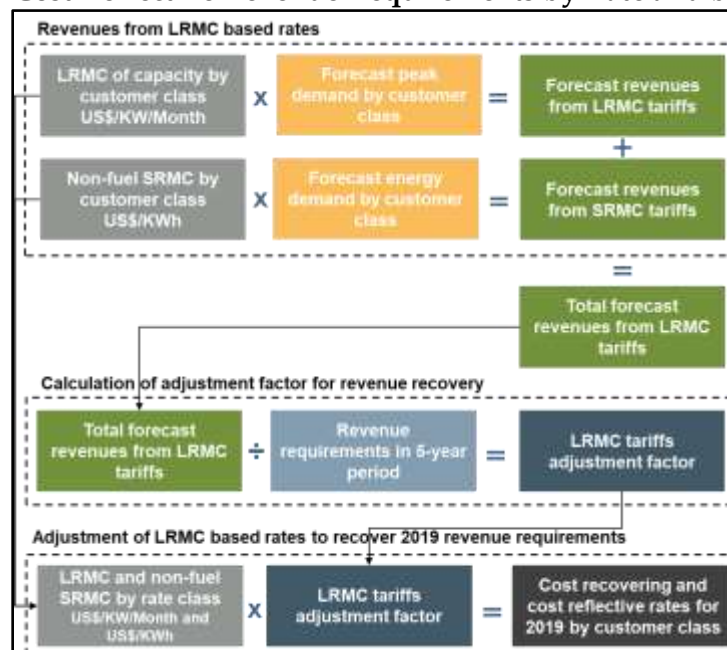 Revenues from LRMC based rates
LRMC of capacity by
customer class
US$/KW/Month
x
Forecast peak
demand by customer
class
=
Forecast revenues
from LRMC tariffs
+
Non-fuel SRMC by
customer class
US$/KWh
x
Forecast energy
demand by customer
class
=
Forecast revenues
from SRMC tariffs
=
Total forecast
revenues from LRMC
tariffs
Calculation of adjustment factor for revenue recovery
Total forecast
revenues from LRMC
tariffs
÷
Revenue
requirements in 5-year
period
=
LRMC tariffs
adjustment factor
Adjustment of LRMC based rates to recover 2019 revenue requirements
LRMC and non-fuel
SRMC by rate class
US$/KW/Month and
US$/KWh
x
LRMC tariffs
adjustment factor
=
Cost recovering and
cost reflective rates for
2019 by customer class